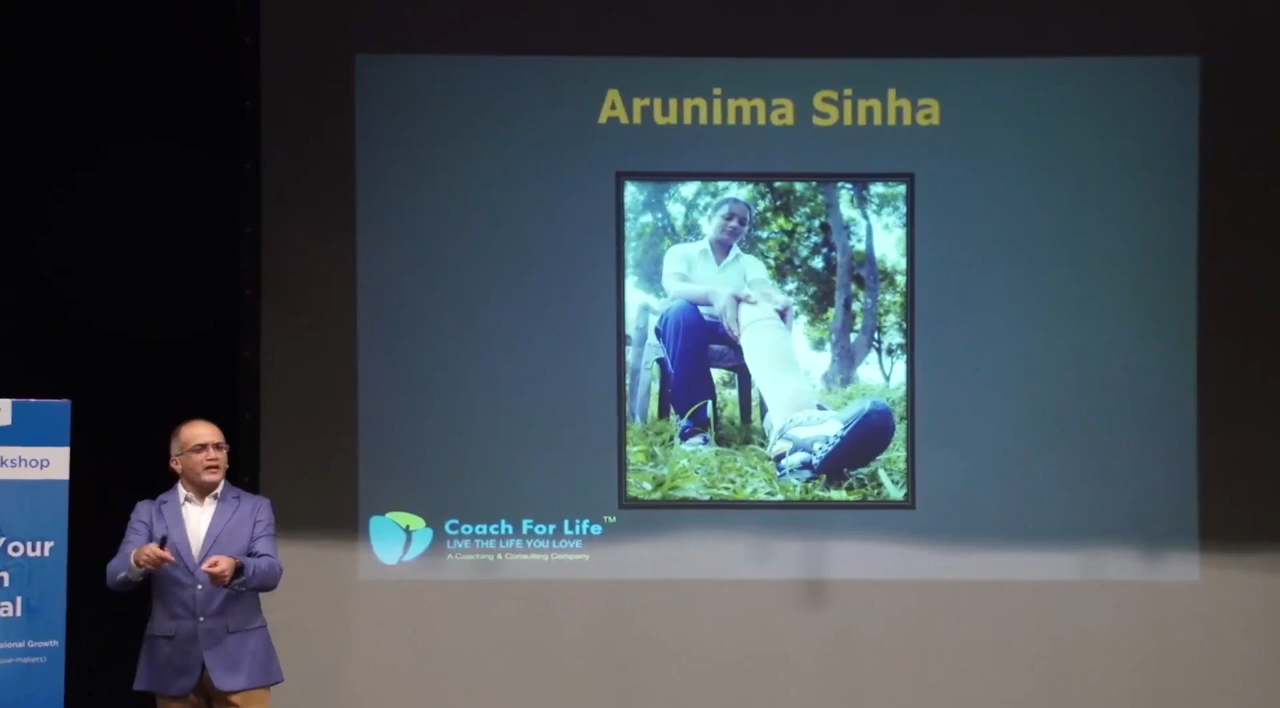 Arunima Sinha
Coach For Life™
LIVE THE LIFE YOU LOVE
A Coaching & Consulting Company
kshop
Your
n
al
sional Growth